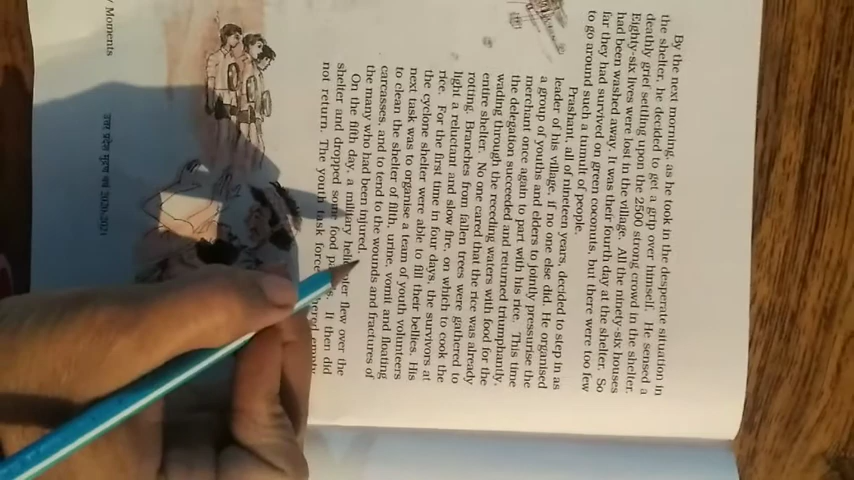 By the next morning, as he took in the desperate situation in
the shelter, he decided to get a grip over himself. He sensed a
deathly grief settling upon the 2500 strong crowd in the shelter.
Eighty-six lives were lost in the village. All the ninety-six houses
had been washed away. It was their fourth day at the shelter. So
far they had survived on green coconuts, but there were too few
to go around such a tumult of people.
Prashant, all of nineteen years, decided to step in as
leader of his village, if no one else did. He organised
a group of youths and elders to jointly pressurise the
merchant once again to part with his rice. This time
the delegation succeeded and returned triumphantly,
wading through the receding waters with food for the
entire shelter. No one cared that the rice was already
rotting. Branches from fallen trees were gathered to
light a reluctant and slow fire, on which to cook the
rice. For the first time in four days, the survivors at
the cyclone shelter were able to fill their bellies. His
next task was to organise a team of youth volunteers
to clean the shelter of filth, urine, vomit and floating
carcasses, and to tend to the wounds and fractures of
the many who had been injured.
On the fifth day, a military flew over the
shelter and dropped some food It then did
not return. The youth task force empty
/ Moments
उत्तर प्रदेश 2020-2021